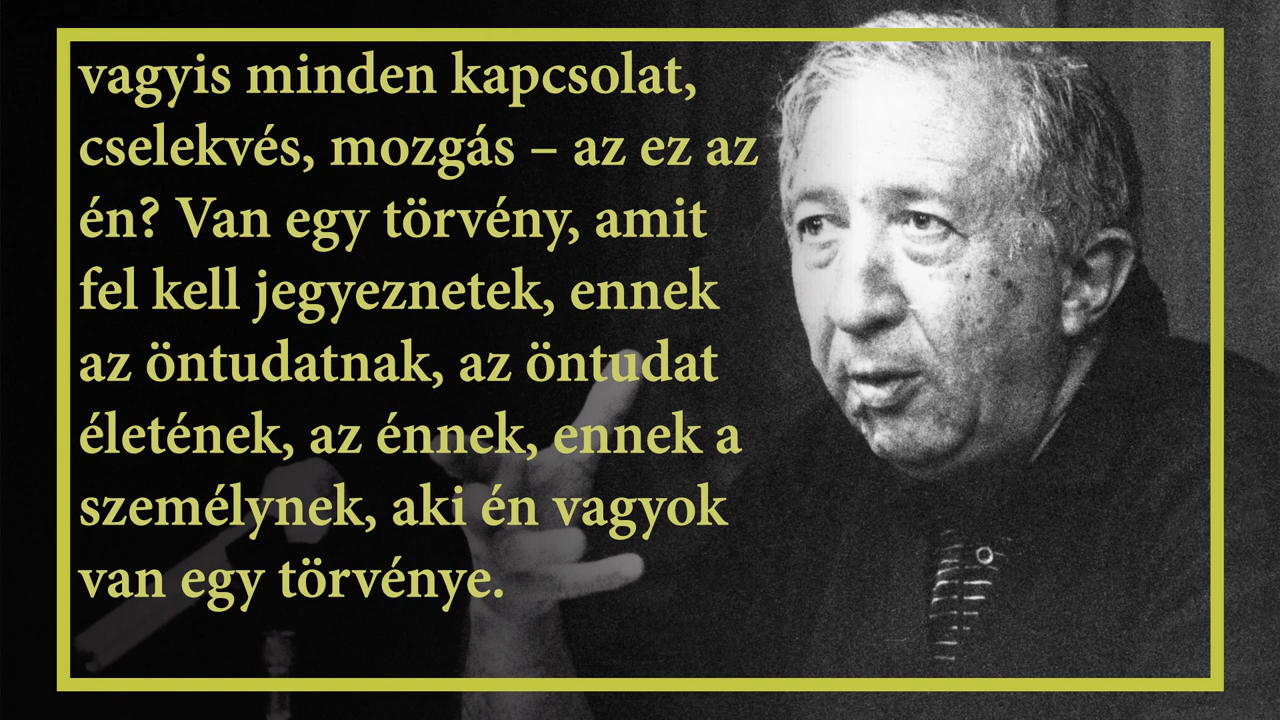 vagyis minden kapcsolat,
cselekvés, mozgás – az ez az
én? Van egy törvény, amit
fel kell jegyeznetek, ennek
az öntudatnak, az öntudat
életének, az énnek, ennek a
személynek, aki én vagyok
van egy törvénye.